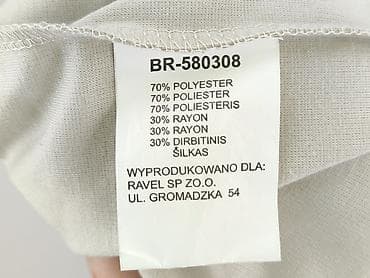 BR-580308
70% POLYESTER
70% POLIESTER
70% POLIESTERIS
30% RAYON
30% RAYON
30% DIRBITINIS
ŠILKAS
WYPRODUKOWANO DLA:
RAVEL SP ZO.O.
UL. GROMADZKA 54